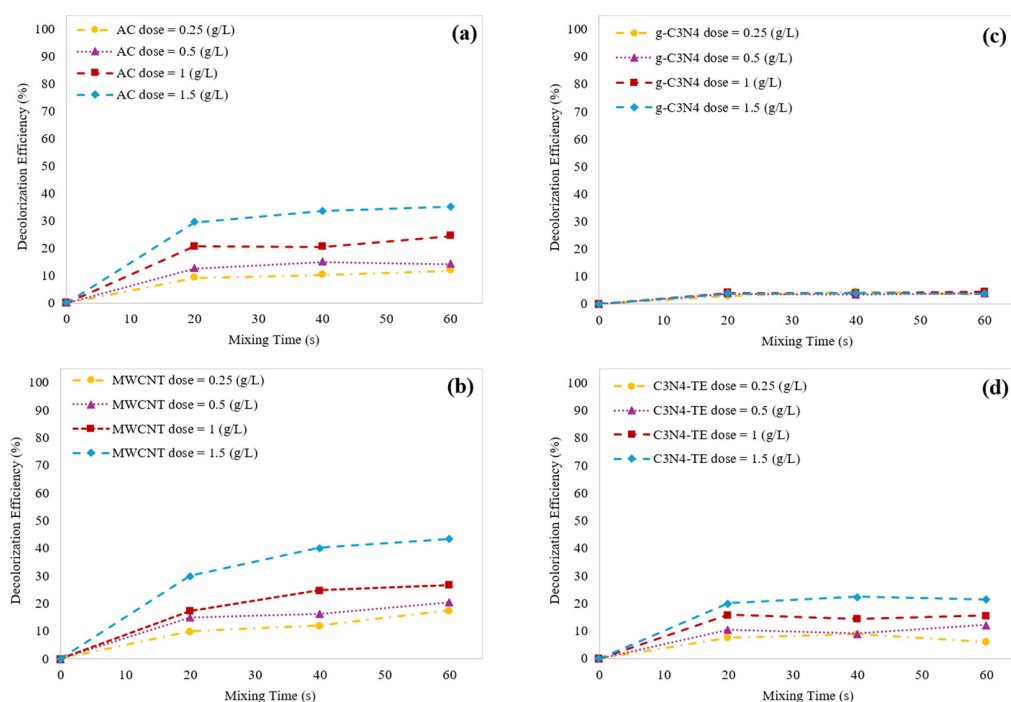 (a)
AC dose = 0.25 (g/L)
AC dose = 0.5 (g/L)
AC dose = 1 (g/L)
AC dose = 1.5 (g/L)
Decolorization Efficiency (%)
100
90
80
70
60
50
40
30
20
10
0
0 10 20 30 40 50 60
Mixing Time (s)
(c)
g-C3N4 dose = 0.25 (g/L)
g-C3N4 dose = 0.5 (g/L)
g-C3N4 dose = 1 (g/L)
g-C3N4 dose = 1.5 (g/L)
Decolorization Efficiency (%)
100
90
80
70
60
50
40
30
20
10
0
0 10 20 30 40 50 60
Mixing Time (s)
(b)
MWCNT dose = 0.25 (g/L)
MWCNT dose = 0.5 (g/L)
MWCNT dose = 1 (g/L)
MWCNT dose = 1.5 (g/L)
Decolorization Efficiency (%)
100
90
80
70
60
50
40
30
20
10
0
0 10 20 30 40 50 60
Mixing Time (s)
(d)
C3N4-TE dose = 0.25 (g/L)
C3N4-TE dose = 0.5 (g/L)
C3N4-TE dose = 1 (g/L)
C3N4-TE dose = 1.5 (g/L)
Decolorization Efficiency (%)
100
90
80
70
60
50
40
30
20
10
0
0 10 20 30 40 50 60
Mixing Time (s)